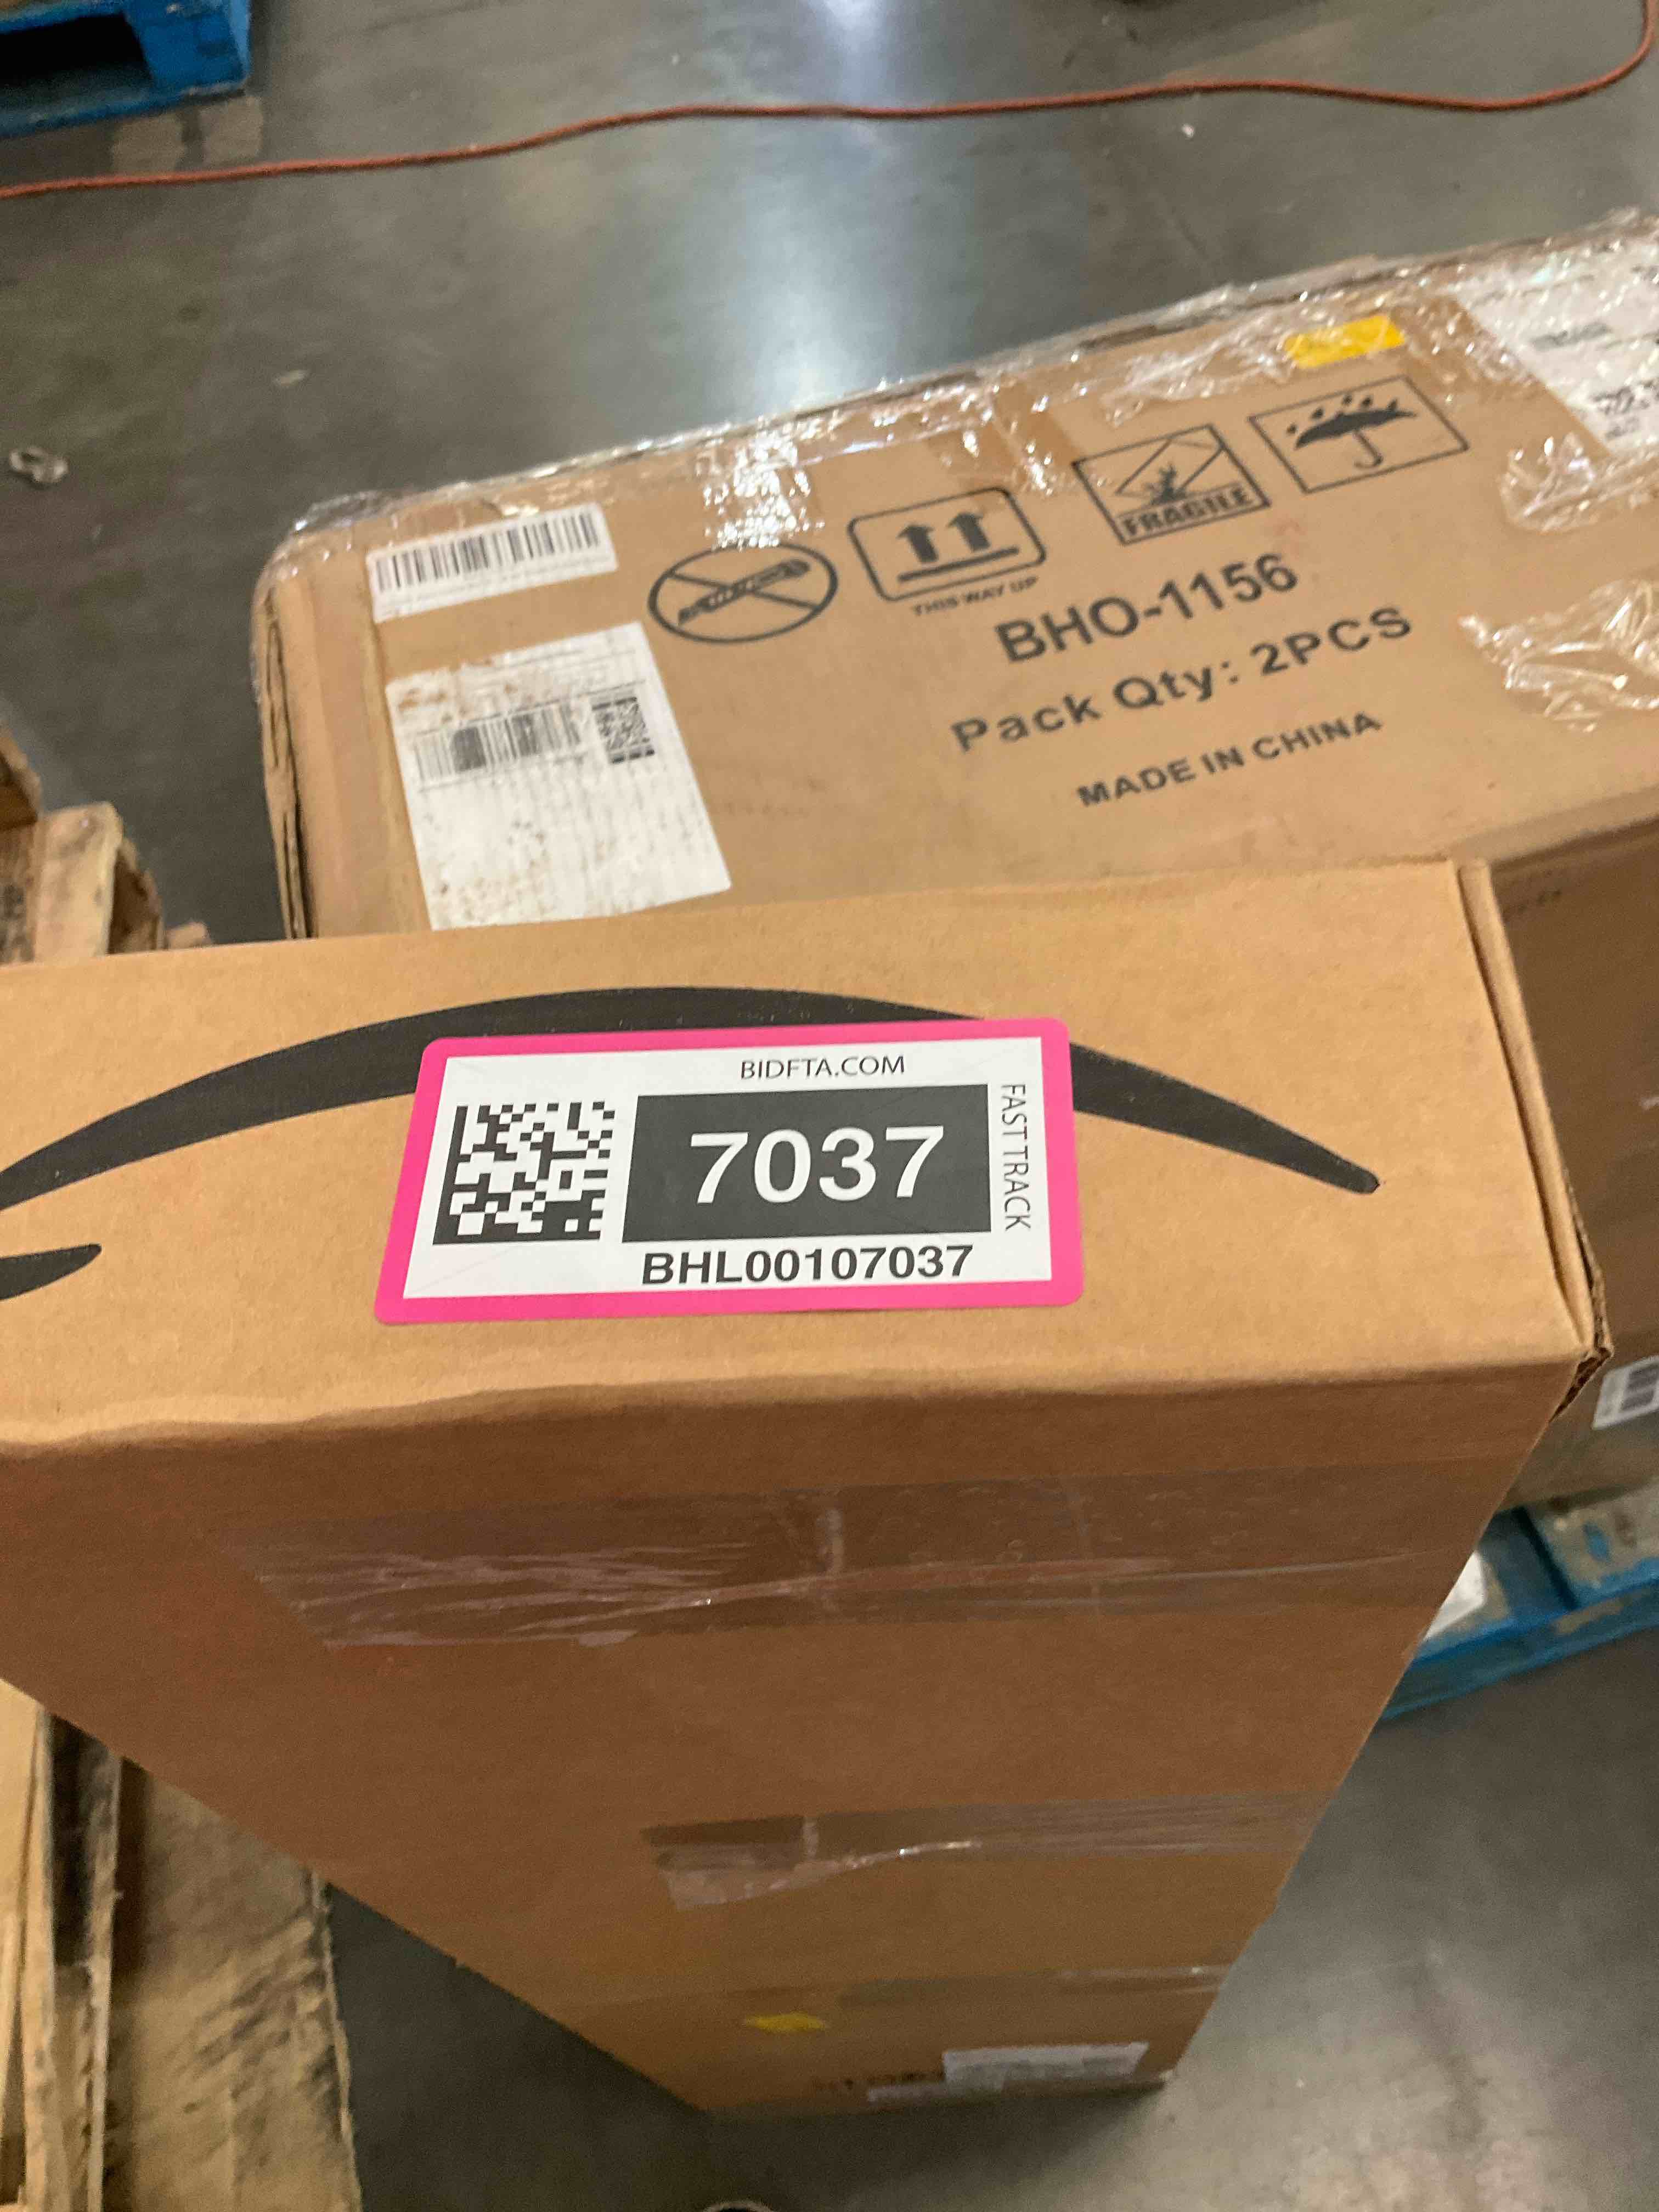 FRAGILE
THIS WAY UP
BHO-1156
Pack Qty: 2PCS
MADE IN CHINA
BIDFTA.COM
7037
FAST TRACK
BHL00107037